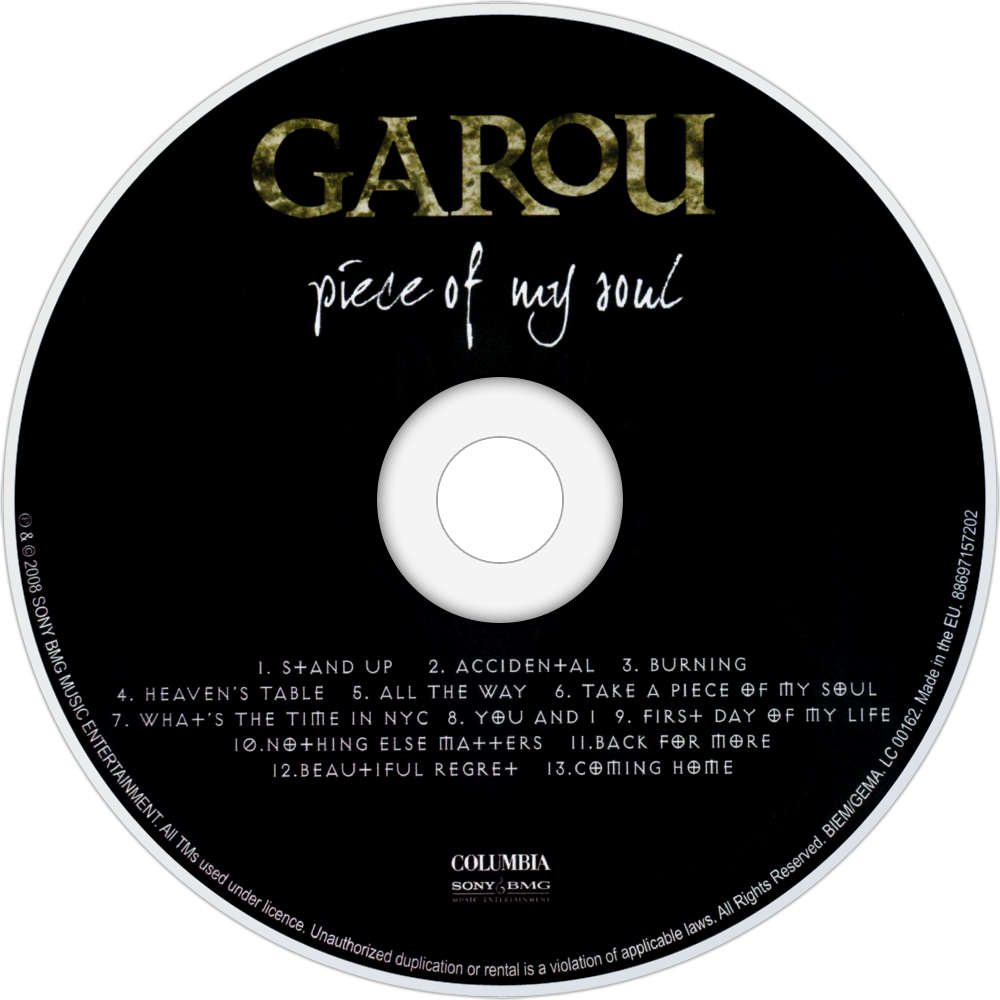 GAROU
piece of my soul
1. STAND UP 2. ACCIDENTAL 3. BURNING
4. HEAVEN'S TABLE 5. ALL THE WAY 6. TAKE A PIECE OF MY SOUL
7. WHAT'S THE TIME IN NYC 8. YOU AND I 9. FIRST DAY OF MY LIFE
10.NOTHING ELSE MATTERS 11.BACK FOR MORE
12.BEAUTIFUL REGRET 13.COMING HOME
COLUMBIA
SONY BMG
MUSIC ENTERTAINMENT
℗ & © 2008 SONY BMG MUSIC ENTERTAINMENT. All TMs used under licence. Unauthorized duplication or rental is a violation of applicable laws. All Rights Reserved. BIEM/GEMA. LC 00162. Made in the EU. 88697157202